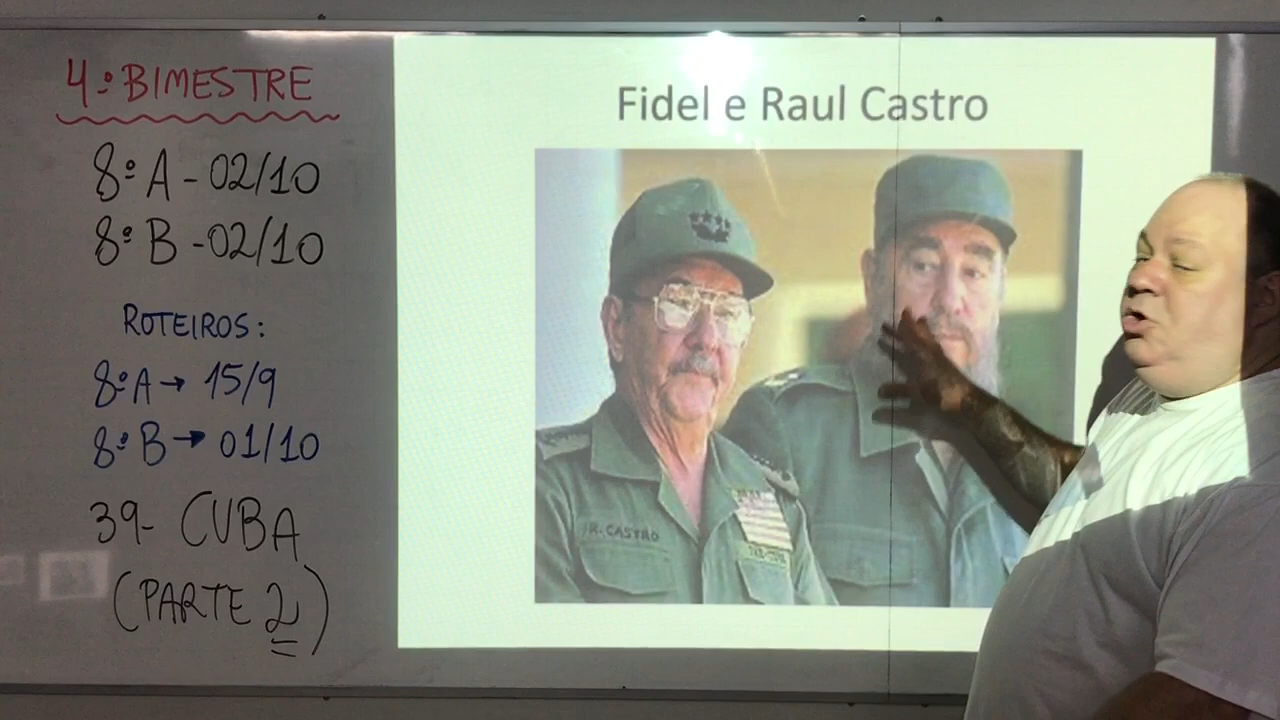 4º BIMESTRE
8º A - 02/10
8º B - 02/10
ROTEIROS:
8º A → 15/9
8º B → 01/10
39- CUBA
(PARTE 2)
Fidel e Raul Castro
R. CASTRO